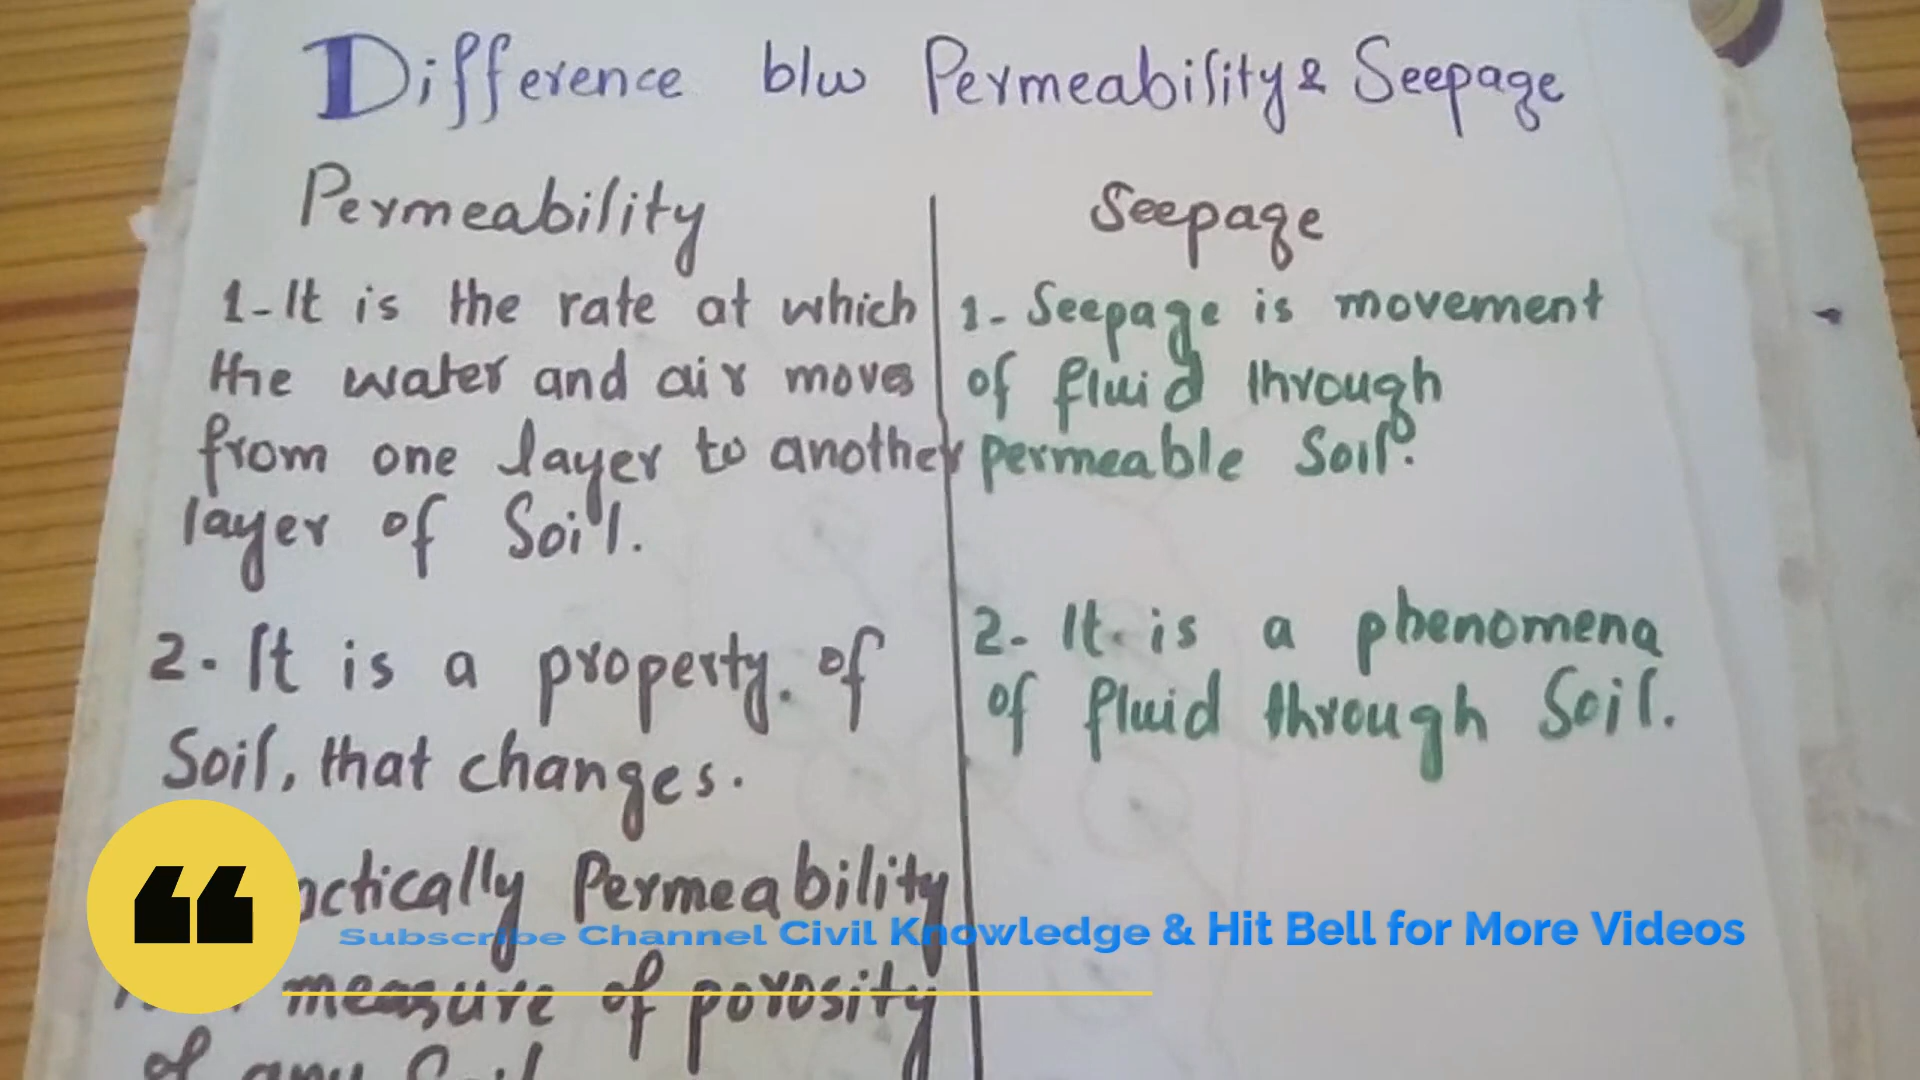 Difference b/w Permeability & Seepage
Permeability
1-It is the rate at which
the water and air moves
from one layer to another
layer of Soil.
2-It is a property of
Soil, that changes.
Permeability
measure of porosity
of any Soil
Seepage
1- Seepage is movement
of fluid through
permeable Soil.
2- It is a phenomena
of fluid through Soil.
Subscribe Channel Civil Knowledge & Hit Bell for More Videos